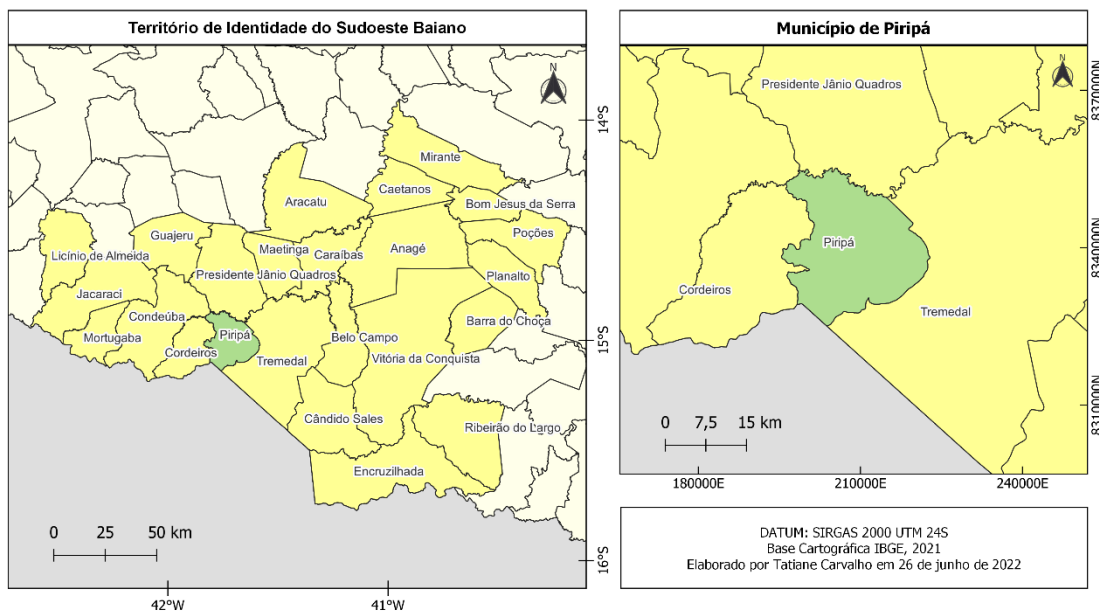 Território de Identidade do Sudoeste Baiano
N
14°S
Mirante
Caetanos
Aracatu
Bom Jesus da Serra
Guajeru
Maetinga
Caraíbas
Anagé
Poções
Licínio de Almeida
Presidente Jânio Quadros
Planalto
Jacaraci
Condeúba
Piripá
Barra do Choça
Mortugaba
Belo Campo
15°S
Cordeiros
Tremedal
Vitória da Conquista
Cândido Sales
Ribeirão do Largo
Encruzilhada
0 25 50 km
16°S
42°W 41°W
Município de Piripá
N
Presidente Jânio Quadros
8370000N
Piripá
8340000N
Cordeiros
Tremedal
0 7,5 15 km
8310000N
180000E 210000E 240000E
DATUM: SIRGAS 2000 UTM 24S
Base Cartográfica IBGE, 2021
Elaborado por Tatiane Carvalho em 26 de junho de 2022